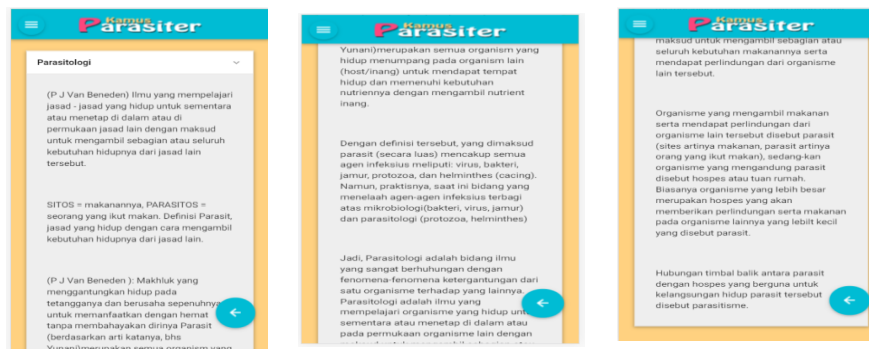 Kamus
Parasiter
Parasitologi
(P J Van Beneden) Ilmu yang mempelajari
jasad - jasad yang hidup untuk sementara
atau menetap di dalam atau di
permukaan jasad lain dengan maksud
untuk mengambil sebagian atau seluruh
kebutuhan hidupnya dari jasad lain
tersebut.
SITOS = makanannya, PARASITOS =
seorang yang ikut makan. Definisi Parasit,
jasad yang hidup dengan cara mengambil
kebutuhan hidupnya dari jasad lain.
(P J Van Beneden ): Makhluk yang
menggantungkan hidup pada
tetangganya dan berusaha sepenuhnya
untuk memanfaatkan dengan hemat
tanpa membahayakan dirinya Parasit
(berdasarkan arti katanya, bhs
Yunani)merupakan semua organism yang
Kamus
Parasiter
Yunani)merupakan semua organism yang
hidup menumpang pada organism lain
(host/inang) untuk mendapat tempat
hidup dan memenuhi kebutuhan
nutriennya dengan mengambil nutrient
inang.
Dengan definisi tersebut, yang dimaksud
parasit (secara luas) mencakup semua
agen infeksius meliputi: virus, bakteri,
jamur, protozoa, dan helminthes (cacing).
Namun, praktisnya, saat ini bidang yang
menelaah agen-agen infeksius terbagi
atas mikrobiologi(bakteri, virus, jamur)
dan parasitologi (protozoa, helminthes)
Jadi, Parasitologi adalah bidang ilmu
yang sangat berhuhungan dengan
fenomena-fenomena ketergantungan dari
satu organisme terhadap yang lainnya.
Parasitologi adalah ilmu yang
mempelajari organisme yang hidup
sementara atau menetap di dalam atau
pada permukaan organisme lain dengan
Kamus
Parasiter
maksud untuk mengambil sebagian atau
seluruh kebutuhan makanannya serta
mendapat perlindungan dari organisme
lain tersebut.
Organisme yang mengambil makanan
serta mendapat perlindungan dari
organisme lain tersebut disebut parasit
(sites artinya makanan, parasit artinya
orang yang ikut makan), sedang-kan
organisme yang mengandung parasit
disebut hospes atau tuan rumah.
Biasanya organisme yang lebih besar
merupakan hospes yang akan
memberikan perlindungan serta makanan
pada organisme lainnya yang lebilt kecil
yang disebut parasit.
Hubungan timbal balik antara parasit
dengan hospes yang berguna untuk
kelangsungan hidup parasit tersebut
disebut parasitisme.